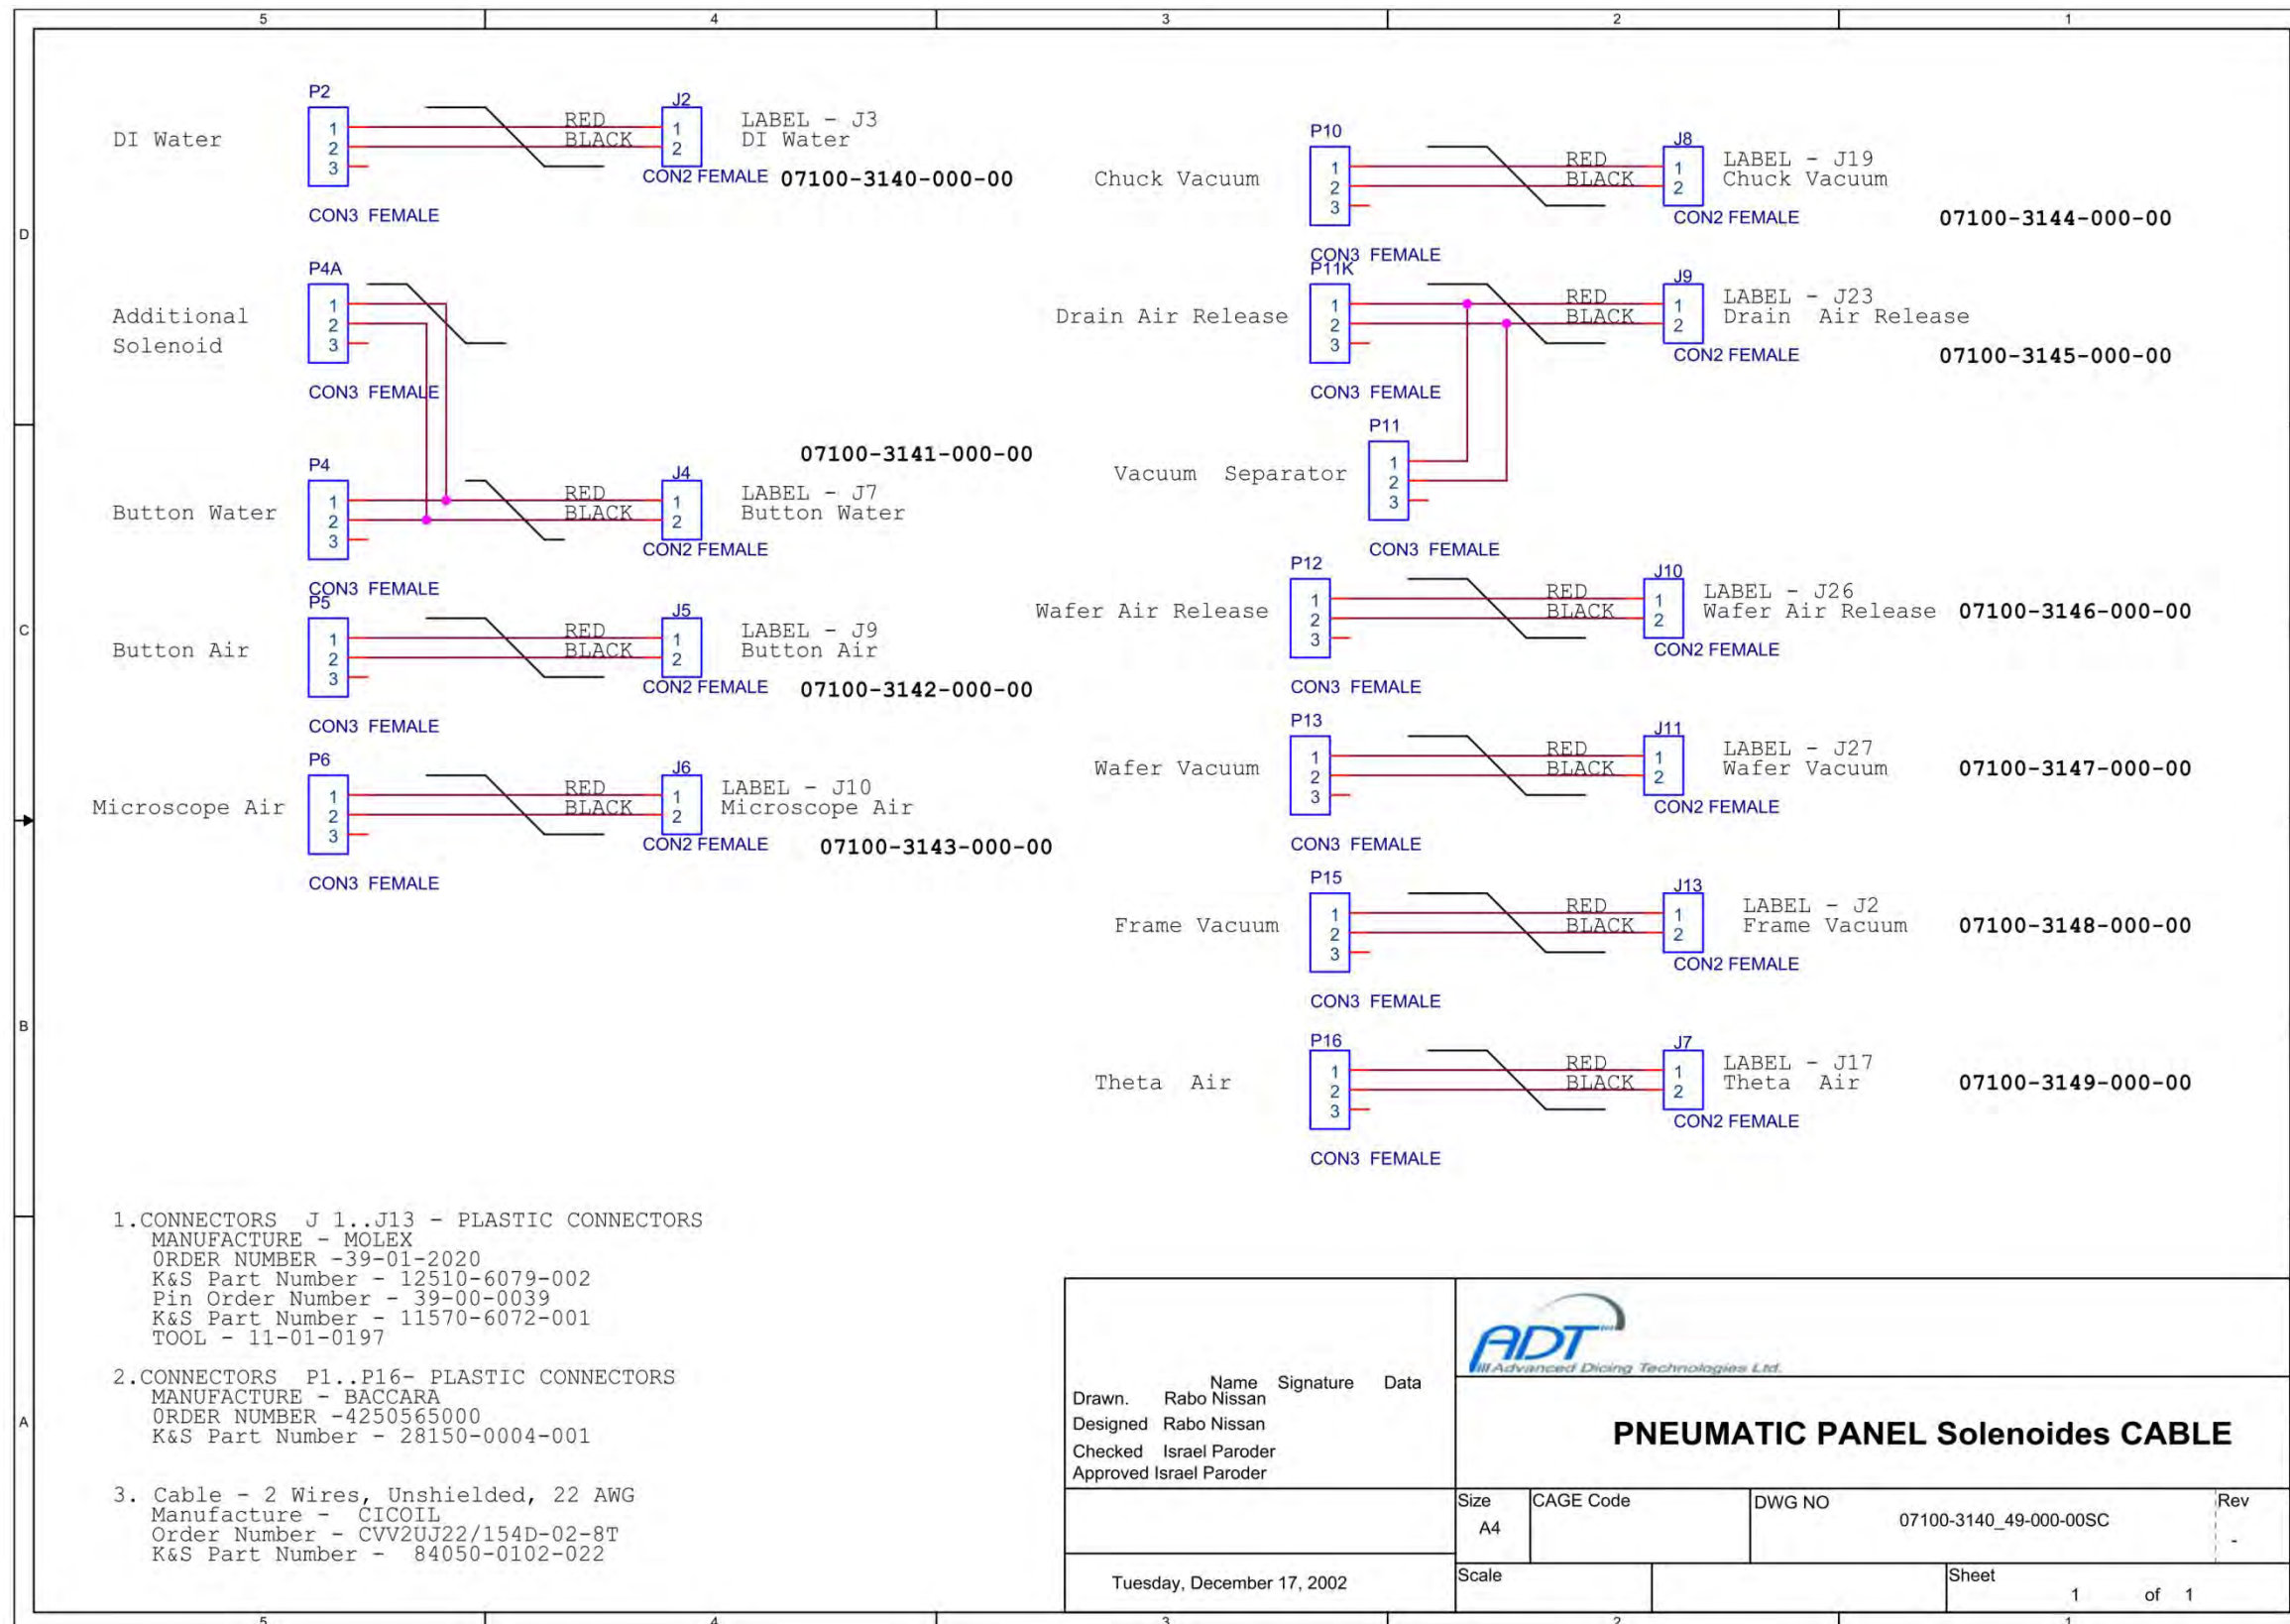 5 4 3 2 1
D
C
B
A
P2
DI Water
1
2
3
CON3 FEMALE
RED
BLACK
J2
1
2
CON2 FEMALE
LABEL - J3
DI Water
07100-3140-000-00
P4A
Additional
Solenoid
1
2
3
CON3 FEMALE
P4
Button Water
1
2
3
CON3 FEMALE
RED
BLACK
J4
1
2
CON2 FEMALE
07100-3141-000-00
LABEL - J7
Button Water
P5
Button Air
1
2
3
CON3 FEMALE
RED
BLACK
J5
1
2
CON2 FEMALE
LABEL - J9
Button Air
07100-3142-000-00
P6
Microscope Air
1
2
3
CON3 FEMALE
RED
BLACK
J6
1
2
CON2 FEMALE
LABEL - J10
Microscope Air
07100-3143-000-00
P10
Chuck Vacuum
1
2
3
CON3 FEMALE
RED
BLACK
J8
1
2
CON2 FEMALE
LABEL - J19
Chuck Vacuum
07100-3144-000-00
P11K
Drain Air Release
1
2
3
CON3 FEMALE
RED
BLACK
J9
1
2
CON2 FEMALE
LABEL - J23
Drain Air Release
07100-3145-000-00
P11
Vacuum Separator
1
2
3
CON3 FEMALE
P12
Wafer Air Release
1
2
3
CON3 FEMALE
RED
BLACK
J10
1
2
CON2 FEMALE
LABEL - J26
Wafer Air Release
07100-3146-000-00
P13
Wafer Vacuum
1
2
3
CON3 FEMALE
RED
BLACK
J11
1
2
CON2 FEMALE
LABEL - J27
Wafer Vacuum
07100-3147-000-00
P15
Frame Vacuum
1
2
3
CON3 FEMALE
RED
BLACK
J13
1
2
CON2 FEMALE
LABEL - J2
Frame Vacuum
07100-3148-000-00
P16
Theta Air
1
2
3
CON3 FEMALE
RED
BLACK
J7
1
2
CON2 FEMALE
LABEL - J17
Theta Air
07100-3149-000-00
1.CONNECTORS J 1..J13 - PLASTIC CONNECTORS
MANUFACTURE - MOLEX
0RDER NUMBER -39-01-2020
K&S Part Number - 12510-6079-002
Pin Order Number - 39-00-0039
K&S Part Number - 11570-6072-001
TOOL - 11-01-0197
2.CONNECTORS P1..P16- PLASTIC CONNECTORS
MANUFACTURE - BACCARA
0RDER NUMBER -4250565000
K&S Part Number - 28150-0004-001
3. Cable - 2 Wires, Unshielded, 22 AWG
Manufacture - CICOIL
Order Number - CVV2UJ22/154D-02-8T
K&S Part Number - 84050-0102-022
Name Signature Data
Drawn. Rabo Nissan
Designed Rabo Nissan
Checked Israel Paroder
Approved Israel Paroder
Tuesday, December 17, 2002
ADT
Advanced Dicing Technologies Ltd.
PNEUMATIC PANEL Solenoides CABLE
Size
A4
CAGE Code
DWG NO
07100-3140_49-000-00SC
Rev
-
Scale
Sheet
1 of 1
5 4 3 2 1